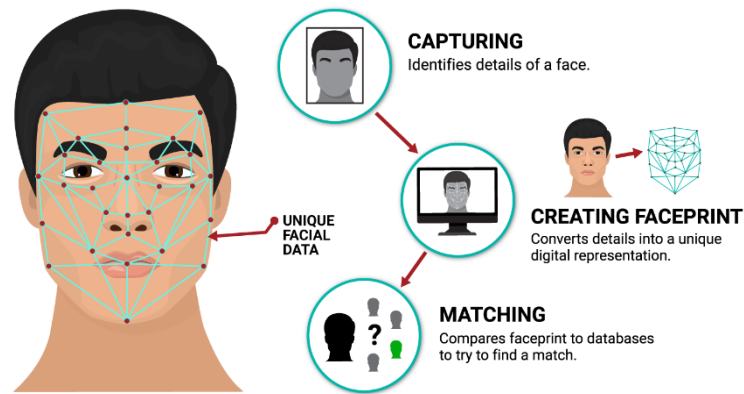 CAPTURING
Identifies details of a face.
UNIQUE
FACIAL
DATA
CREATING FACEPRINT
Converts details into a unique
digital representation.
MATCHING
?
Compares faceprint to databases
to try to find a match.